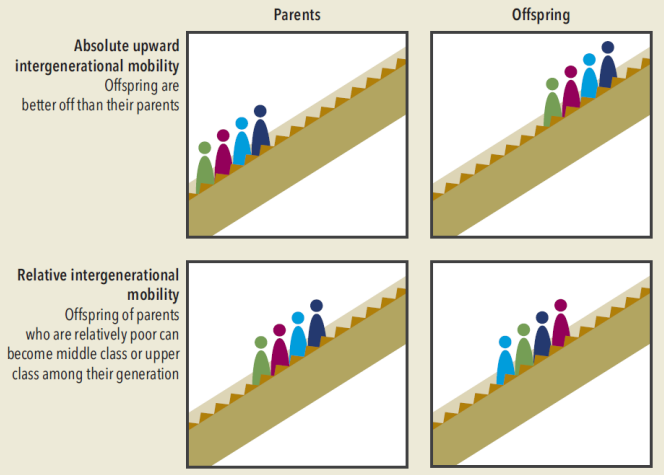 Parents
Offspring
Absolute upward
intergenerational mobility
Offspring are
better off than their parents
Relative intergenerational
mobility
Offspring of parents
who are relatively poor can
become middle class or upper
class among their generation